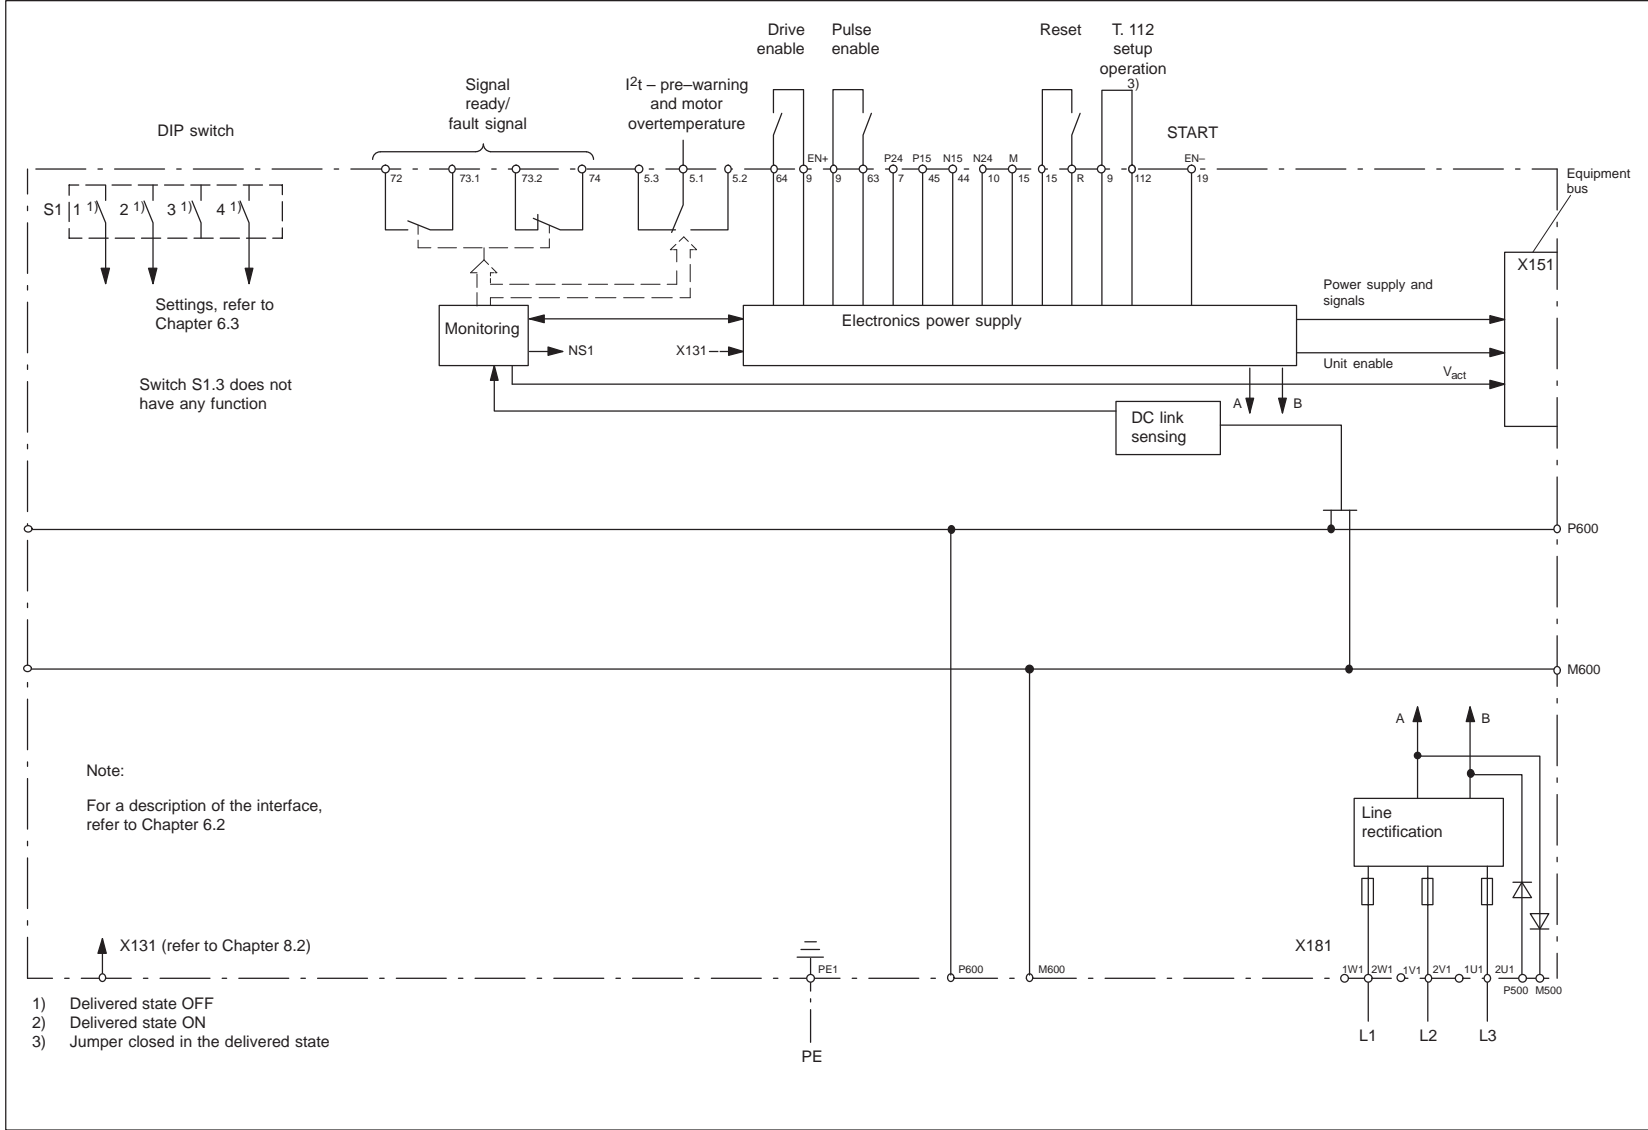 Drive
enable
Pulse
enable
Reset
T. 112
setup
operation
3)
Signal
ready/
fault signal
I2t – pre–warning
and motor
overtemperature
DIP switch
START
EN+
P24
P15
N15
N24
M
EN–
72
73.1
73.2
74
5.3
5.1
5.2
64
9
9
63
7
45
44
10
15
15
R
9
112
19
Equipment
bus
S1
1 1)
2 1)
3 1)
4 1)
X151
Settings, refer to
Chapter 6.3
Monitoring
NS1
X131
Electronics power supply
Power supply and
signals
Unit enable
Vact
Switch S1.3 does not
have any function
A
B
DC link
sensing
P600
M600
A
B
Note:
For a description of the interface,
refer to Chapter 6.2
Line
rectification
X131 (refer to Chapter 8.2)
X181
PE1
P600
M600
1W1
2W1
1V1
2V1
1U1
2U1
P500
M500
1) Delivered state OFF
2) Delivered state ON
3) Jumper closed in the delivered state
PE
L1
L2
L3